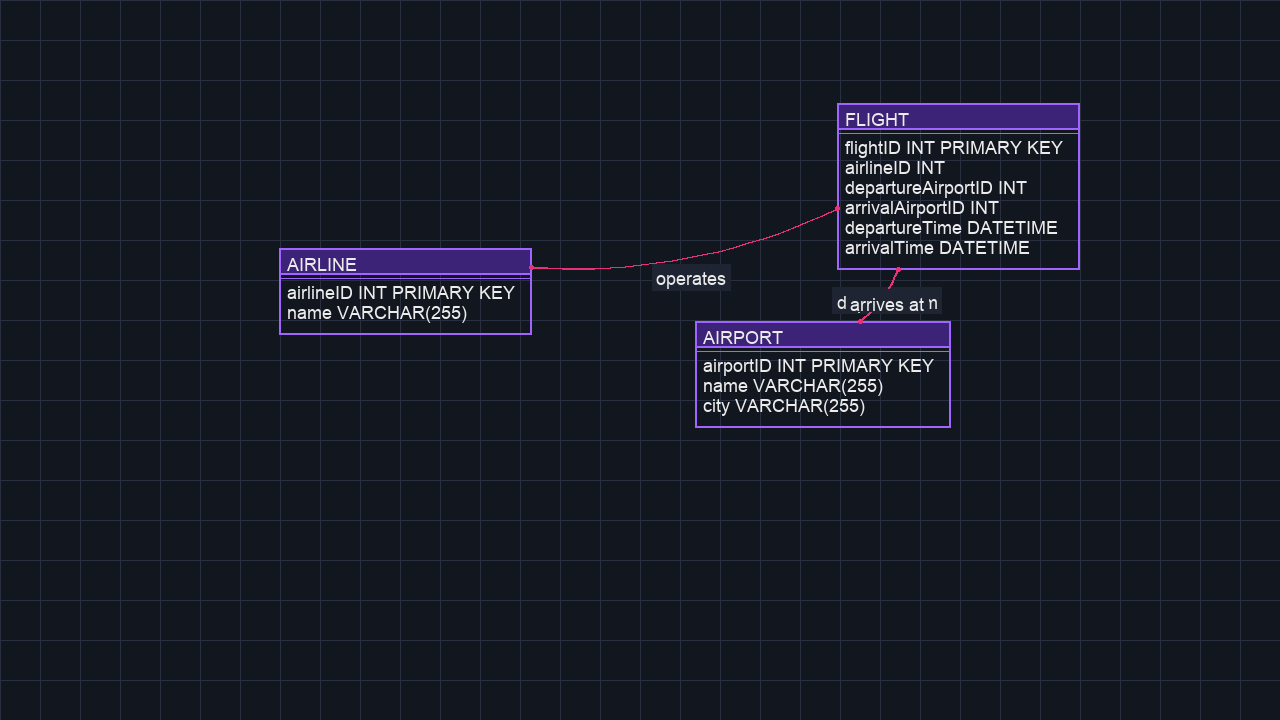 FLIGHT
flightID INT PRIMARY KEY
airlineID INT
departureAirportID INT
arrivalAirportID INT
departureTime DATETIME
arrivalTime DATETIME
AIRLINE
airlineID INT PRIMARY KEY
name VARCHAR(255)
operates
arrives at
AIRPORT
airportID INT PRIMARY KEY
name VARCHAR(255)
city VARCHAR(255)